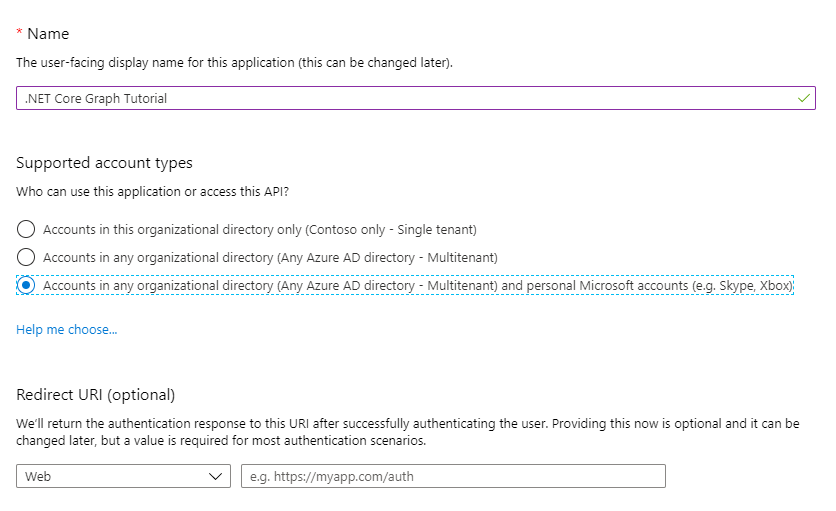 * Name
The user-facing display name for this application (this can be changed later).
.NET Core Graph Tutorial
Supported account types
Who can use this application or access this API?
Accounts in this organizational directory only (Contoso only - Single tenant)
Accounts in any organizational directory (Any Azure AD directory - Multitenant)
Accounts in any organizational directory (Any Azure AD directory - Multitenant) and personal Microsoft accounts (e.g. Skype, Xbox)
Help me choose...
Redirect URI (optional)
We'll return the authentication response to this URI after successfully authenticating the user. Providing this now is optional and it can be
changed later, but a value is required for most authentication scenarios.
Web
e.g. https://myapp.com/auth